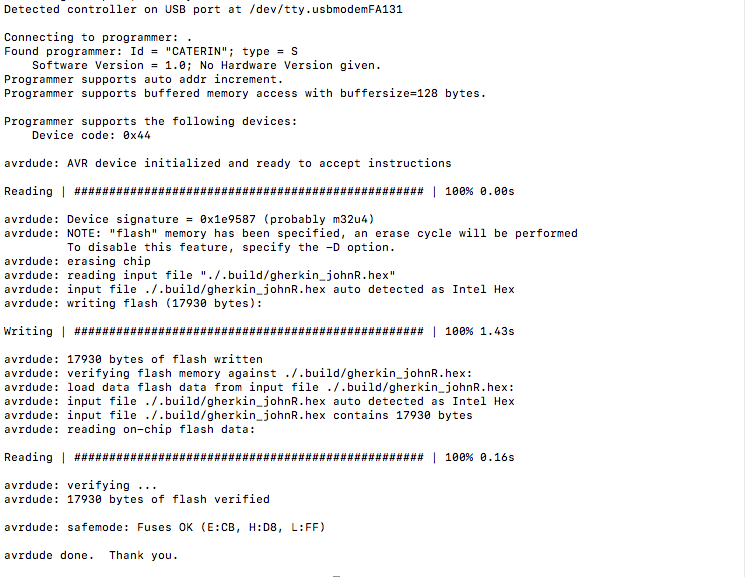 Detected controller on USB port at /dev/tty.usbmodemFA131
Connecting to programmer: .
Found programmer: Id = "CATERIN"; type = S
Software Version = 1.0; No Hardware Version given.
Programmer supports auto addr increment.
Programmer supports buffered memory access with buffersize=128 bytes.
Programmer supports the following devices:
Device code: 0x44
avrdude: AVR device initialized and ready to accept instructions
Reading | ################################################## | 100% 0.00s
avrdude: Device signature = 0x1e9587 (probably m32u4)
avrdude: NOTE: "flash" memory has been specified, an erase cycle will be performed
To disable this feature, specify the -D option.
avrdude: erasing chip
avrdude: reading input file "./.build/gherkin_johnR.hex"
avrdude: input file ./.build/gherkin_johnR.hex auto detected as Intel Hex
avrdude: writing flash (17930 bytes):
Writing | ################################################## | 100% 1.43s
avrdude: 17930 bytes of flash written
avrdude: verifying flash memory against ./.build/gherkin_johnR.hex:
avrdude: load data flash data from input file ./.build/gherkin_johnR.hex:
avrdude: input file ./.build/gherkin_johnR.hex auto detected as Intel Hex
avrdude: input file ./.build/gherkin_johnR.hex contains 17930 bytes
avrdude: reading on-chip flash data:
Reading | ################################################## | 100% 0.16s
avrdude: verifying ...
avrdude: 17930 bytes of flash verified
avrdude: safemode: Fuses OK (E:CB, H:D8, L:FF)
avrdude done.  Thank you.